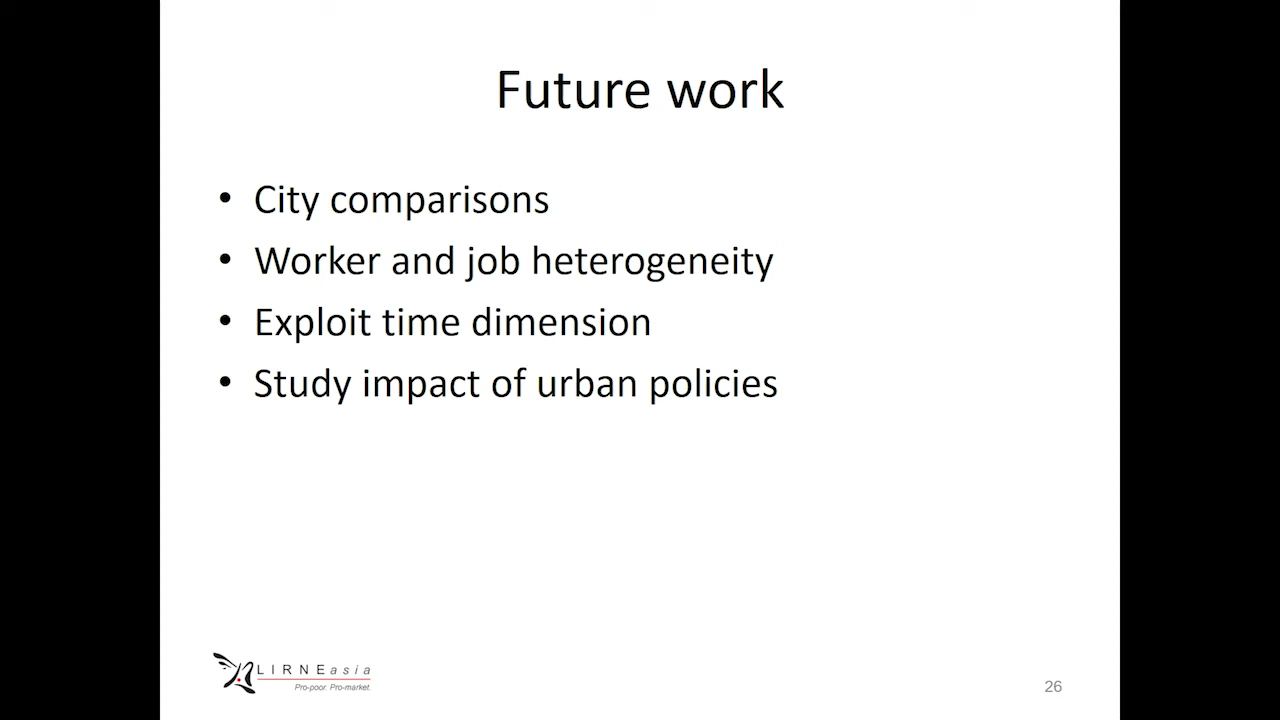 Future work
• City comparisons
• Worker and job heterogeneity
• Exploit time dimension
• Study impact of urban policies
LIRNEasia
Pro-poor. Pro-market.
26